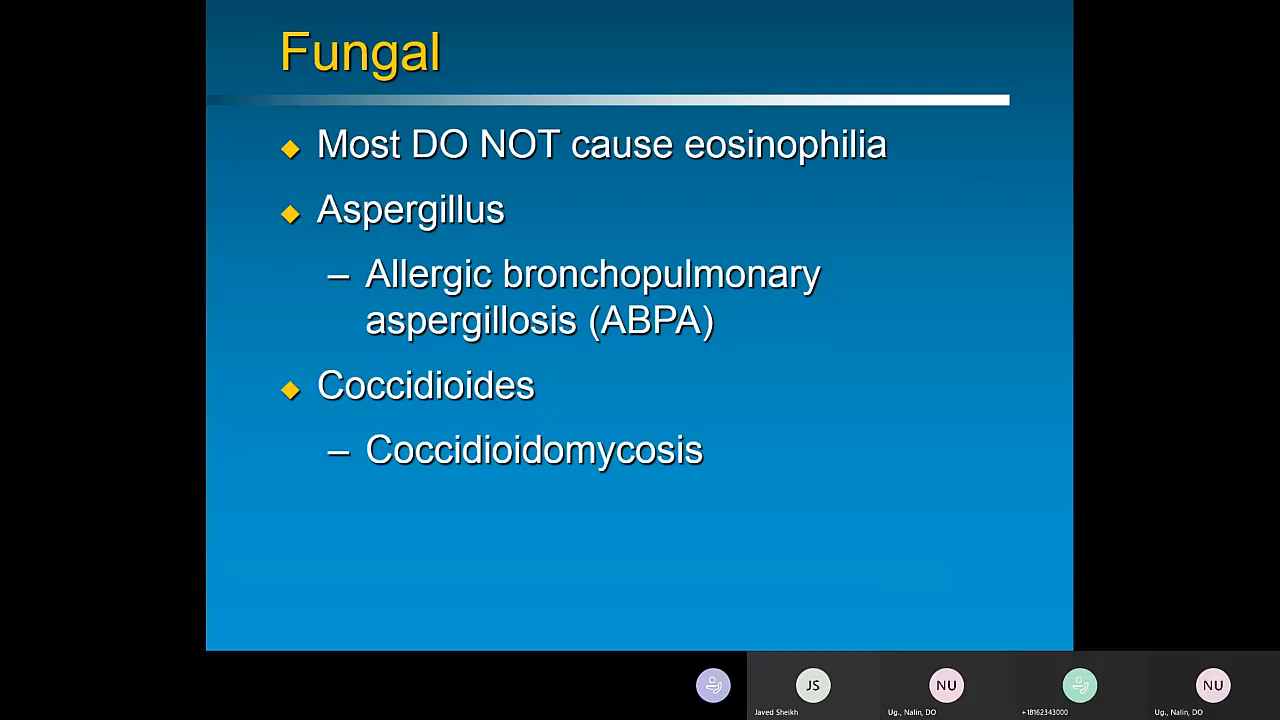 Fungal
Most DO NOT cause eosinophilia
Aspergillus
– Allergic bronchopulmonary
aspergillosis (ABPA)
Coccidioides
– Coccidioidomycosis
JS
NU
NU
Javed Sheikh
Ug., Nalin, DO
+18162343000
Ug., Nalin, DO